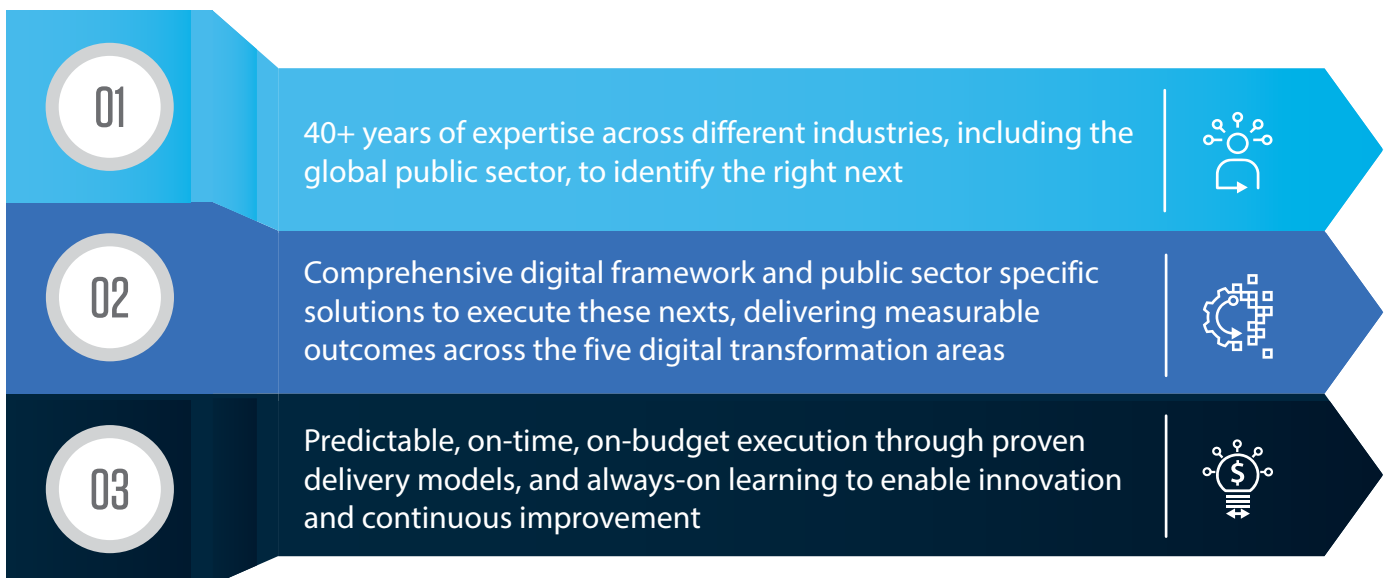 01
40+ years of expertise across different industries, including the
global public sector, to identify the right next
02
Comprehensive digital framework and public sector specific
solutions to execute these nexts, delivering measurable
outcomes across the five digital transformation areas
03
Predictable, on-time, on-budget execution through proven
delivery models, and always-on learning to enable innovation
and continuous improvement
$